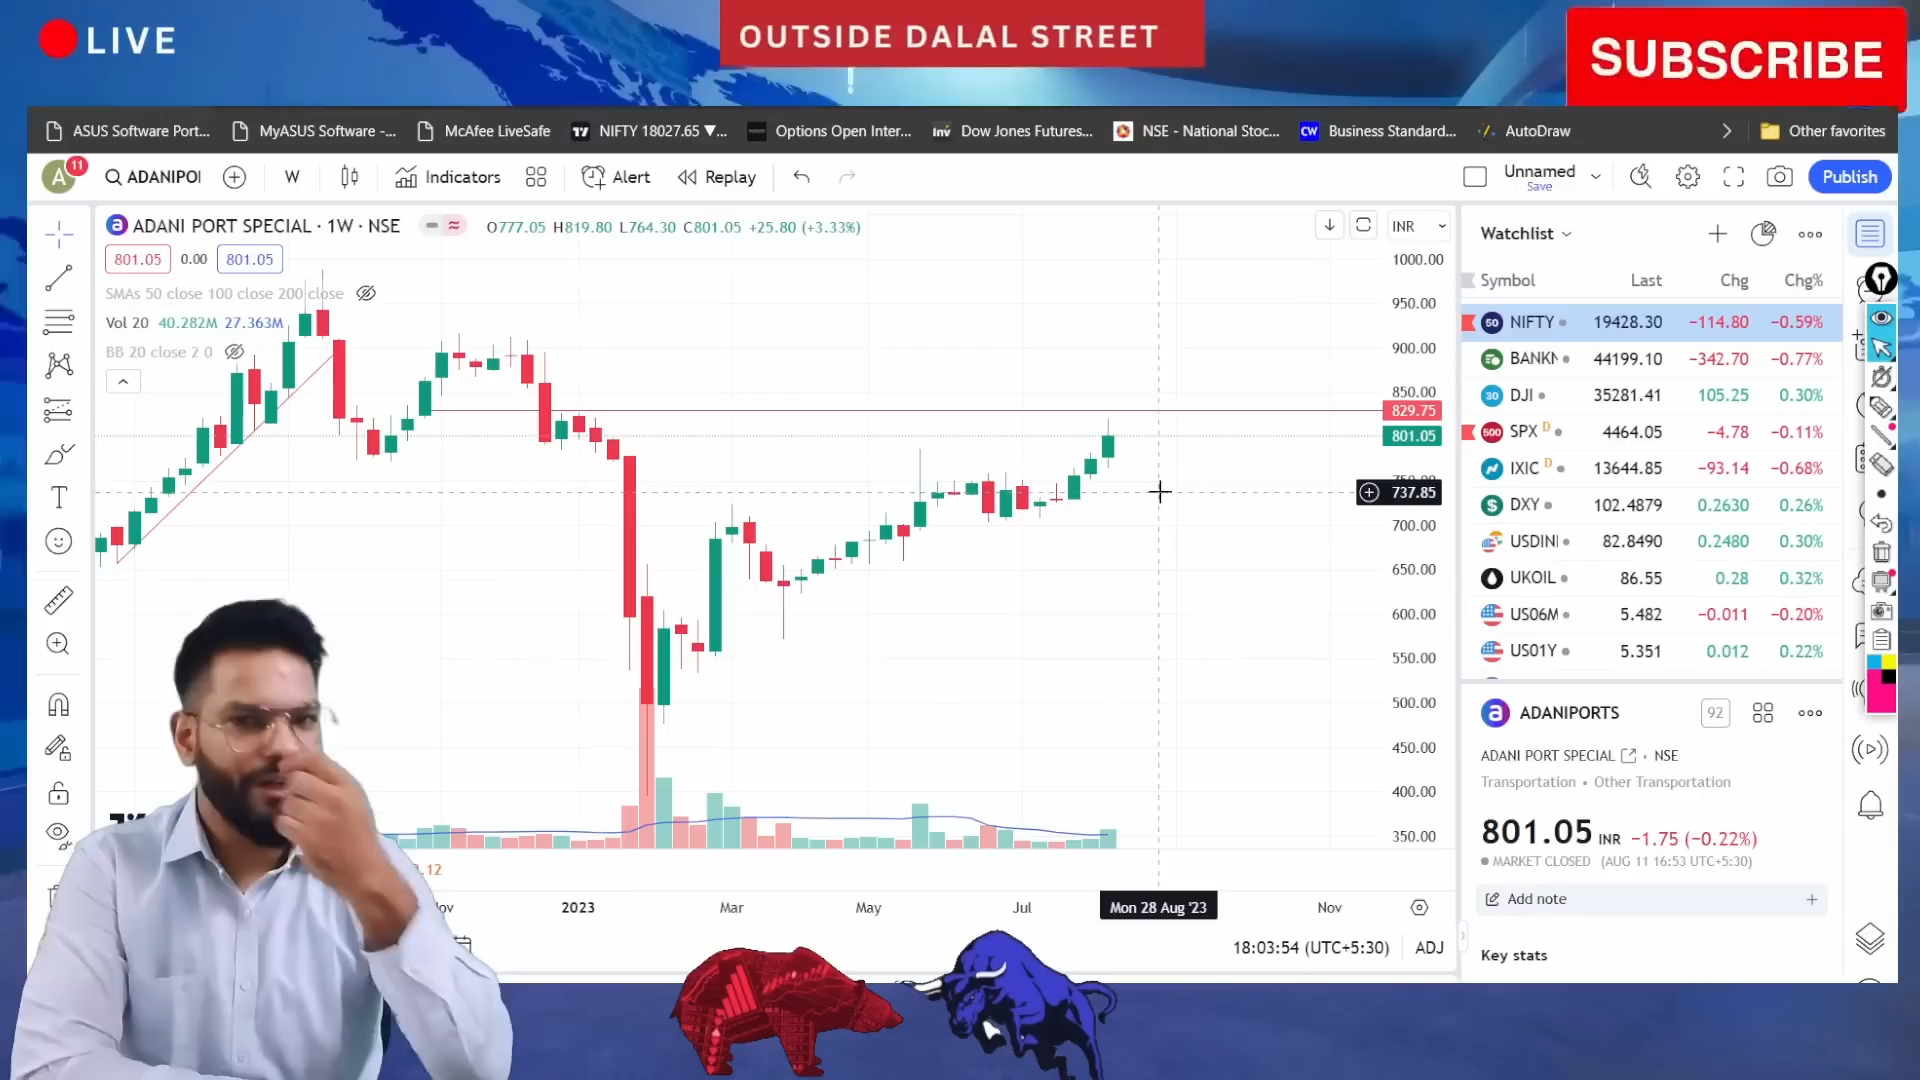 LIVE
OUTSIDE DALAL STREET
SUBSCRIBE
ASUS Software Port...
MyASUS Software -...
McAfee LiveSafe
NIFTY 18027.65 ▼...
Options Open Inter...
Dow Jones Futures...
NSE - National Stoc...
Business Standard...
AutoDraw
Other favorites
A 11
ADANIPOI
W
Indicators
Alert
Replay
Unnamed
Save
Publish
ADANI PORT SPECIAL · 1W · NSE
O777.05 H819.80 L764.30 C801.05 +25.80 (+3.33%)
INR
801.05 0.00 801.05
SMAs 50 close 100 close 200 close
Vol 20 40.282M 27.363M
BB 20 close 2 0
1000.00
950.00
900.00
850.00
829.75
801.05
737.85
700.00
650.00
600.00
550.00
500.00
450.00
400.00
350.00
.12
ov 2023 Mar May Jul Mon 28 Aug '23 Nov
18:03:54 (UTC+5:30) ADJ
Watchlist
Symbol Last Chg Chg%
50 NIFTY 19428.30 −114.80 −0.59%
BANKN 44199.10 −342.70 −0.77%
30 DJI 35281.41 105.25 0.30%
500 SPX D 4464.05 −4.78 −0.11%
IXIC D 13644.85 −93.14 −0.68%
$ DXY 102.4879 0.2630 0.26%
USDINI 82.8490 0.2480 0.30%
UKOIL 86.55 0.28 0.32%
US06M 5.482 −0.011 −0.20%
US01Y 5.351 0.012 0.22%
a ADANIPORTS 92
ADANI PORT SPECIAL · NSE
Transportation • Other Transportation
801.05 INR −1.75 (−0.22%)
MARKET CLOSED (AUG 11 16:53 UTC+5:30)
Add note
Key stats